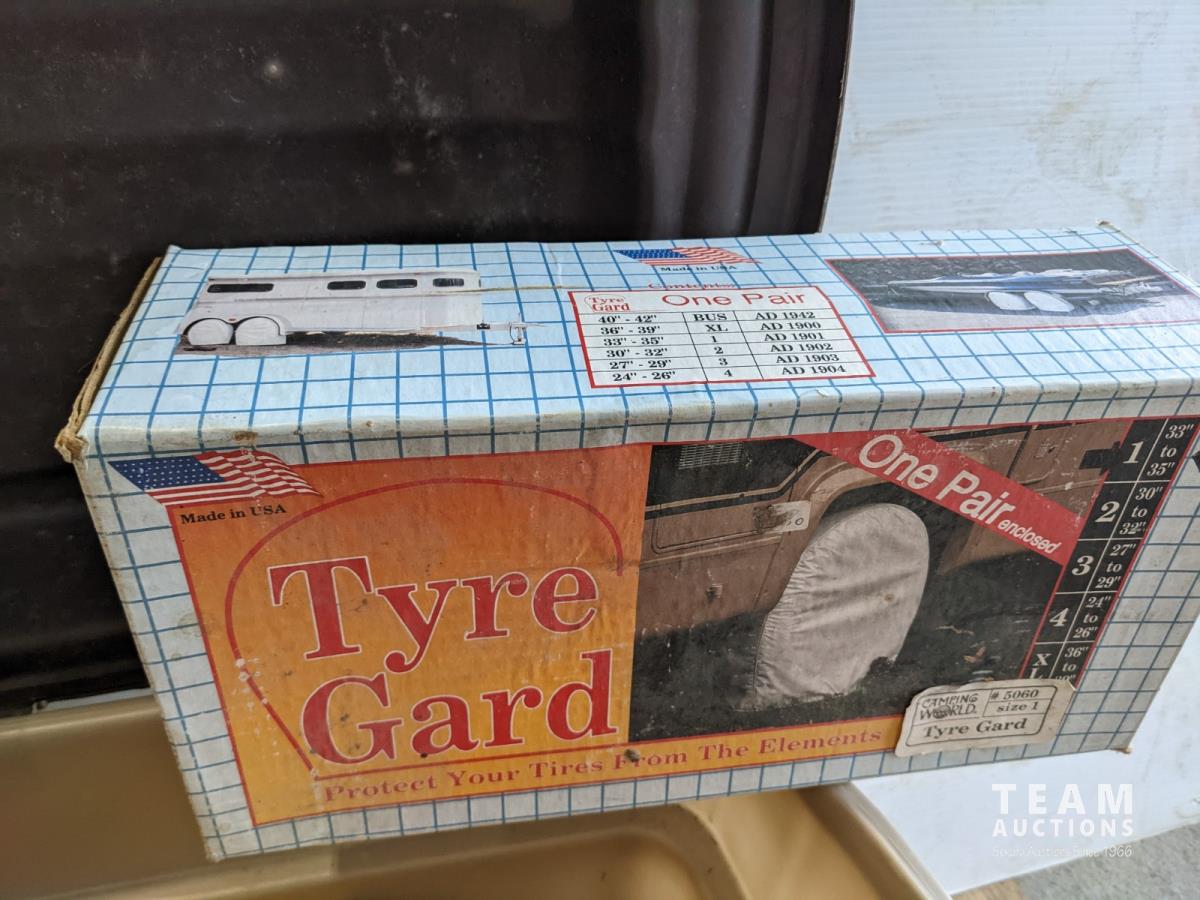 Made in USA
Contents:
Tyre Gard One Pair
40" - 42" BUS AD 1942
36" - 39" XL AD 1900
33" - 35" 1 AD 1901
30" - 32" 2 AD 1902
27" - 29" 3 AD 1903
24" - 26" 4 AD 1904
Made in USA
Tyre
Gard
Protect Your Tires From The Elements
One Pair enclosed
1 33" to 35"
2 30" to 32"
3 27" to 29"
4 24" to 26"
XL 36" to
CAMPING WORLD # 5060
size 1
Tyre Gard
TEAM
AUCTIONS
Since 1966